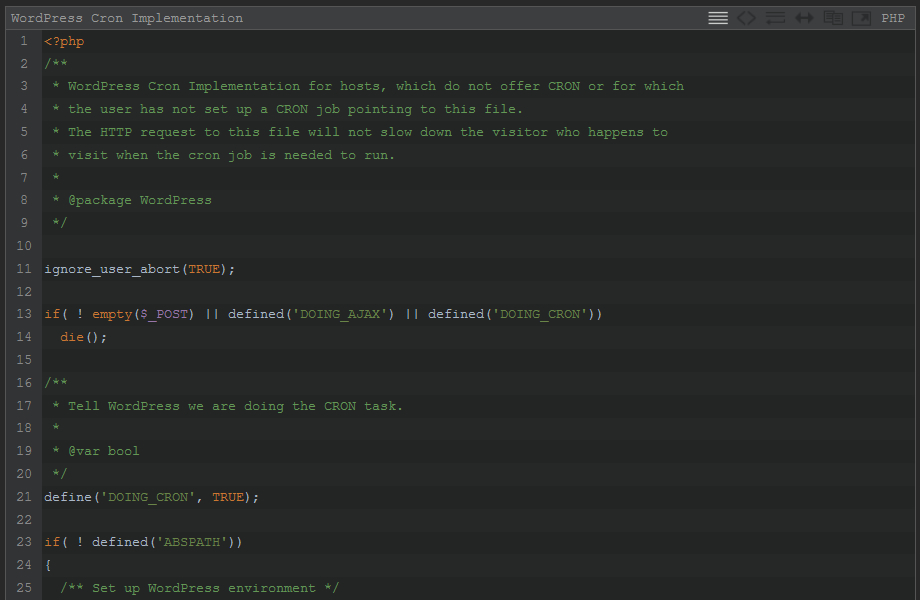 WordPress Cron Implementation PHP
1 <?php
2 /**
3  * WordPress Cron Implementation for hosts, which do not offer CRON or for which
4  * the user has not set up a CRON job pointing to this file.
5  * The HTTP request to this file will not slow down the visitor who happens to
6  * visit when the cron job is needed to run.
7  *
8  * @package WordPress
9  */
10
11 ignore_user_abort(TRUE);
12
13 if( ! empty($_POST) || defined('DOING_AJAX') || defined('DOING_CRON'))
14   die();
15
16 /**
17  * Tell WordPress we are doing the CRON task.
18  *
19  * @var bool
20  */
21 define('DOING_CRON', TRUE);
22
23 if( ! defined('ABSPATH'))
24 {
25   /** Set up WordPress environment */